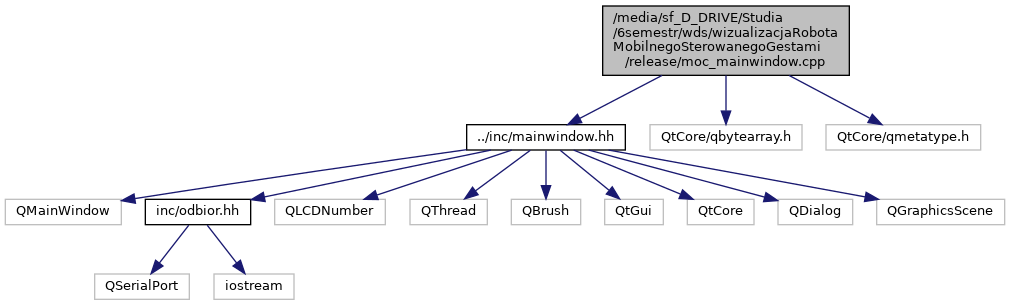 /media/sf_D_DRIVE/Studia
/6semestr/wds/wizualizacjaRobota
MobilnegoSterowanegoGestami
/release/moc_mainwindow.cpp
../inc/mainwindow.hh
QtCore/qbytearray.h
QtCore/qmetatype.h
QMainWindow
inc/odbior.hh
QLCDNumber
QThread
QBrush
QtGui
QtCore
QDialog
QGraphicsScene
QSerialPort
iostream